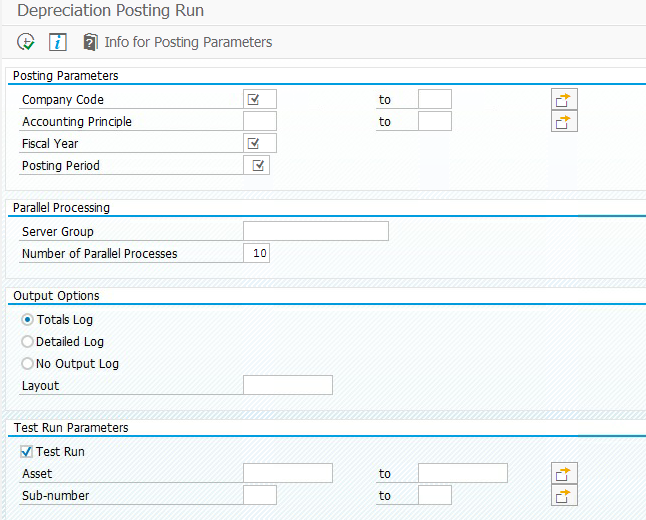 Depreciation Posting Run
Info for Posting Parameters
Posting Parameters
Company Code to
Accounting Principle to
Fiscal Year
Posting Period
Parallel Processing
Server Group
Number of Parallel Processes 10
Output Options
Totals Log
Detailed Log
No Output Log
Layout
Test Run Parameters
Test Run
Asset to
Sub-number to